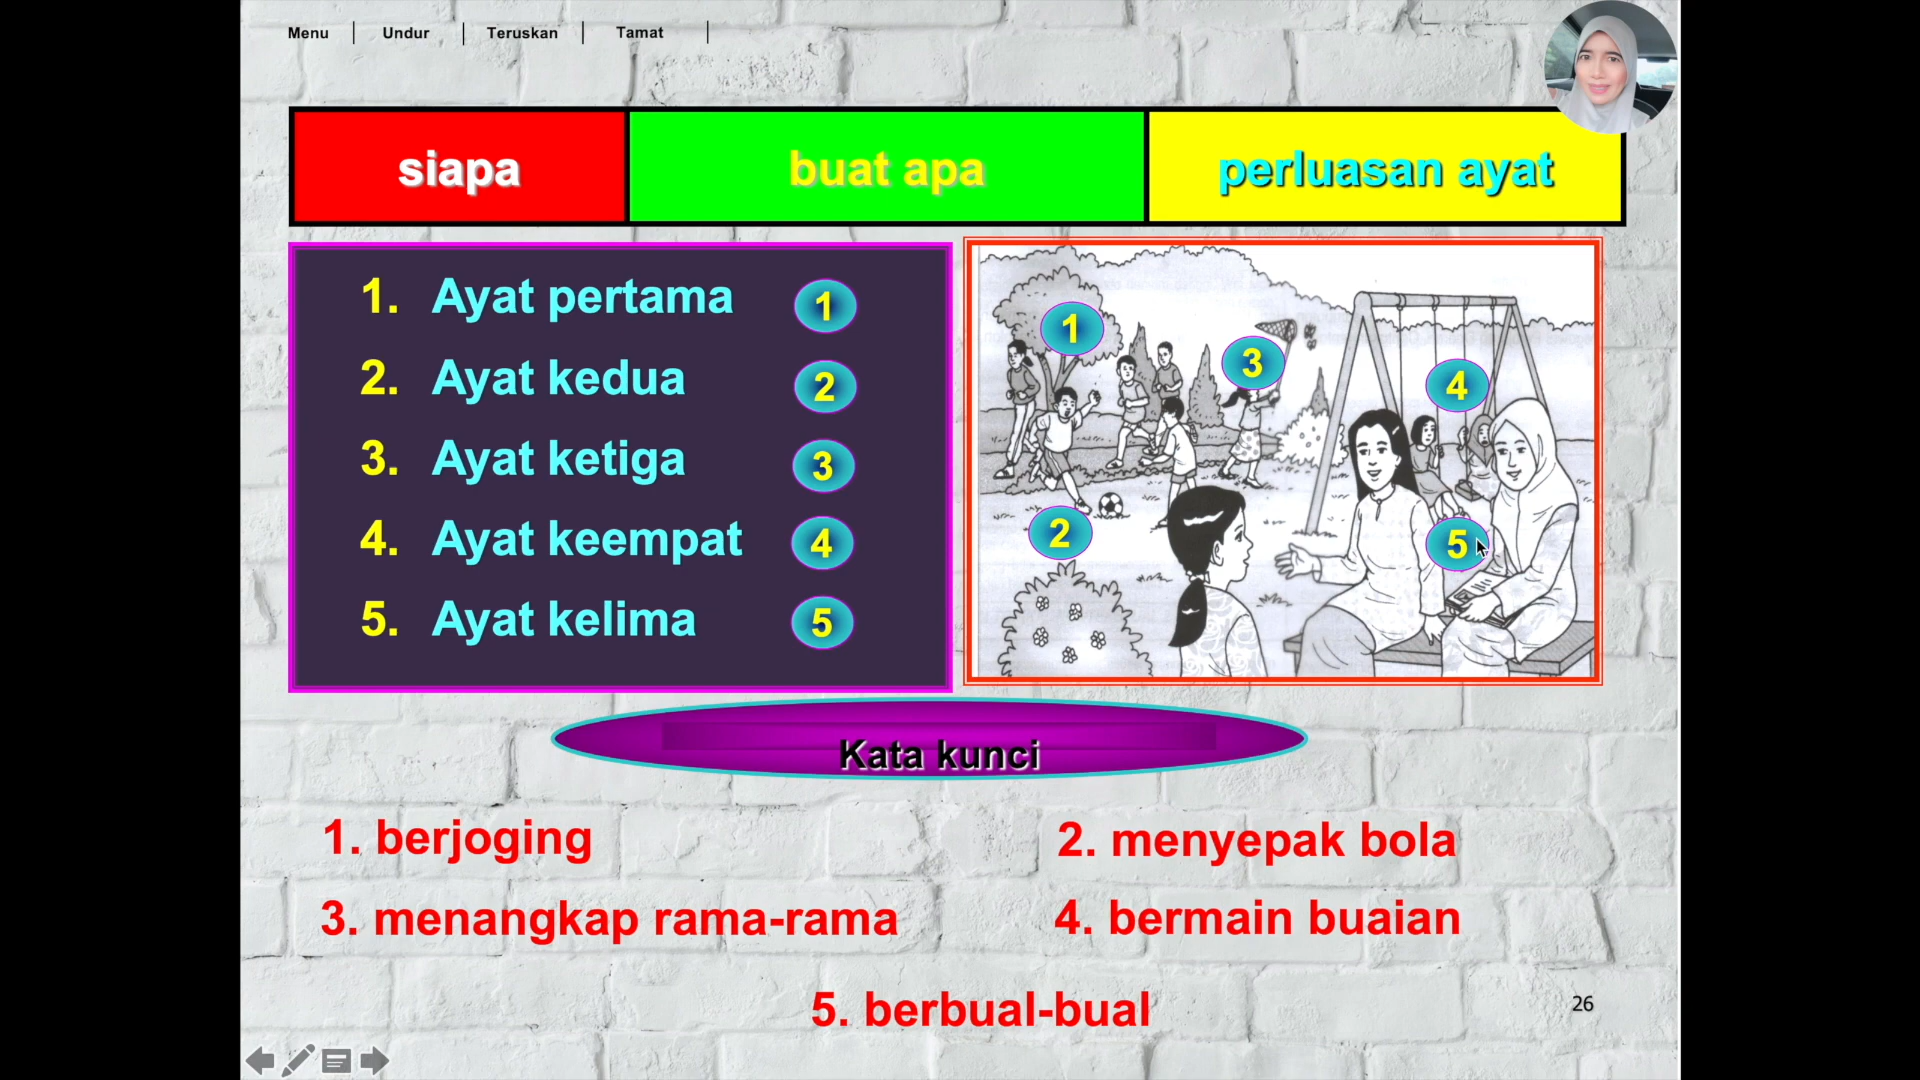 Menu | Undur | Teruskan | Tamat |
siapa buat apa perluasan ayat
1. Ayat pertama 1
2. Ayat kedua 2
3. Ayat ketiga 3
4. Ayat keempat 4
5. Ayat kelima 5
1
3
4
2
5
Kata kunci
1. berjoging
2. menyepak bola
3. menangkap rama-rama
4. bermain buaian
5. berbual-bual
26